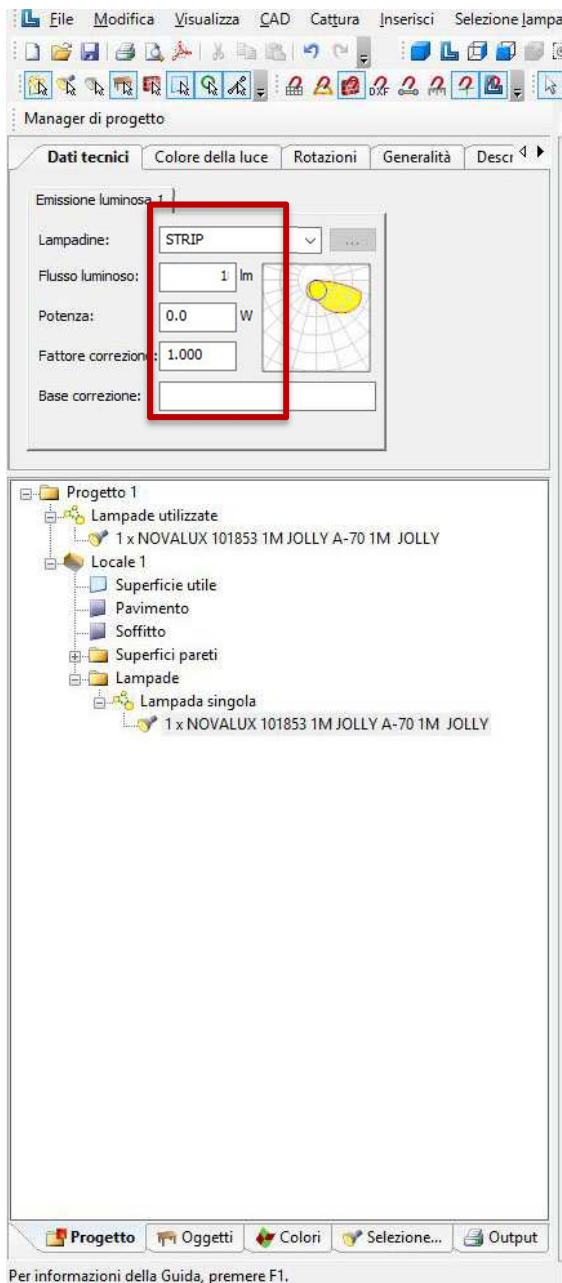 File Modifica Visualizza CAD Cattura Inserisci Selezione lampa
Manager di progetto
Dati tecnici Colore della luce Rotazioni Generalità Descr
Emissione luminosa 1
Lampadine: STRIP ...
Flusso luminoso: 1 lm
Potenza: 0.0 W
Fattore correzione: 1.000
Base correzione:
Progetto 1
Lampade utilizzate
1 x NOVALUX 101853 1M JOLLY A-70 1M JOLLY
Locale 1
Superficie utile
Pavimento
Soffitto
Superfici pareti
Lampade
Lampada singola
1 x NOVALUX 101853 1M JOLLY A-70 1M JOLLY
Progetto Oggetti Colori Selezione... Output
Per informazioni della Guida, premere F1.